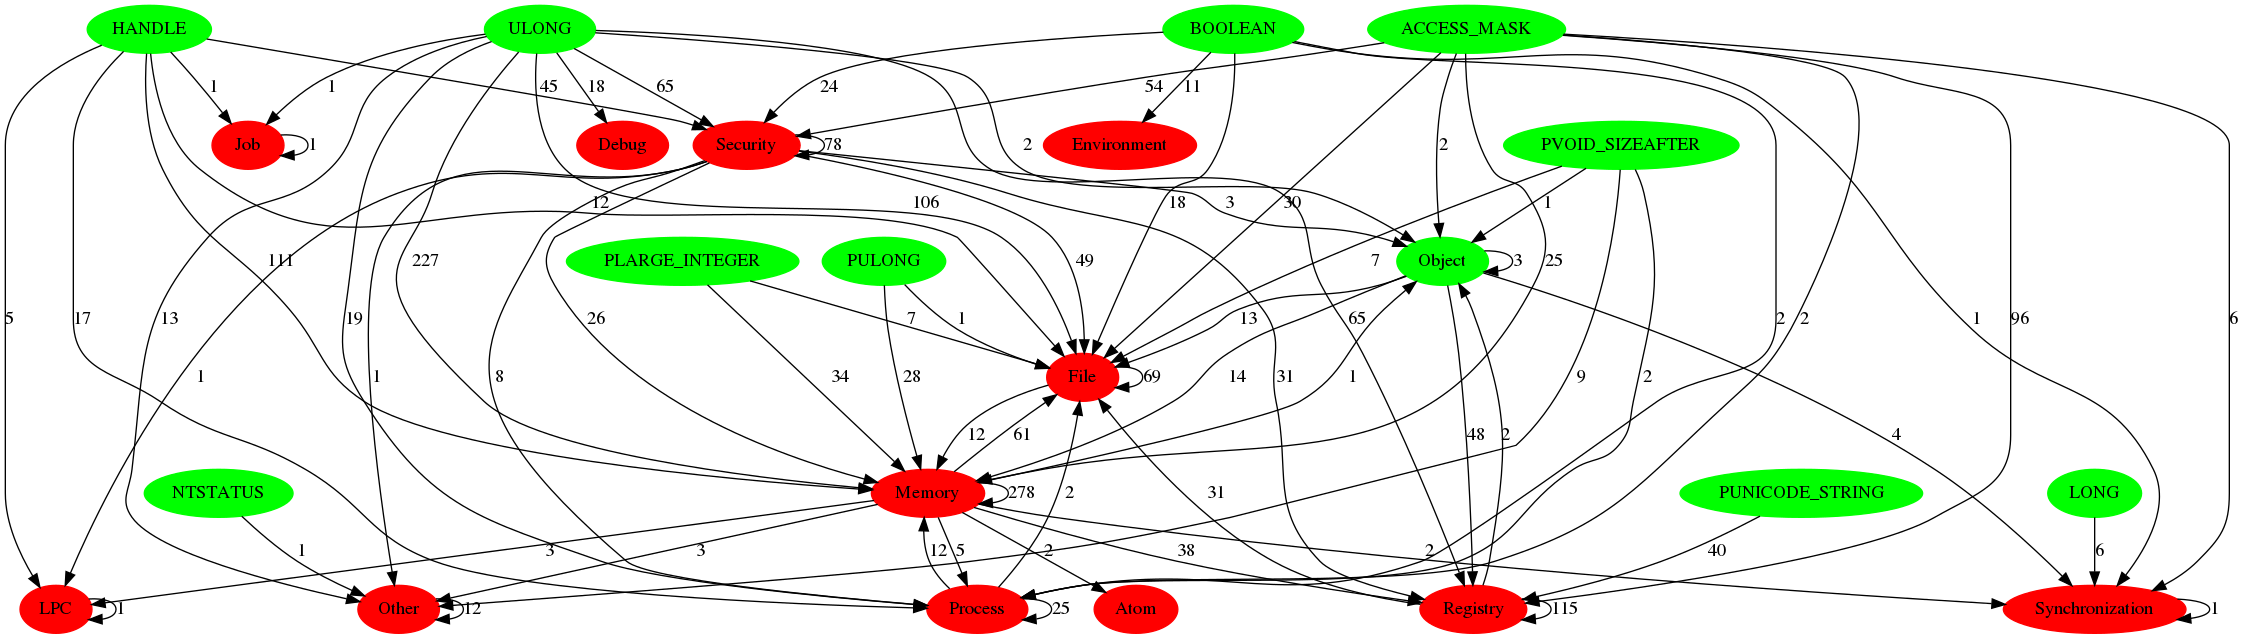 HANDLE ULONG BOOLEAN ACCESS_MASK
1 1 45 18 65 24 11 54
Job 1 Debug Security 78 2 Environment 2 PVOID_SIZEAFTER
12 106 3 18 30 1
111 227 PLARGE_INTEGER PULONG 49 7 Object 3 25
5 17 13 19 26 7 1 13 65 48 2 2 1 96 6
1 1 8 34 28 File 69 14 1 31 9 2
12 61 2 4
NTSTATUS Memory 278 31 PUNICODE_STRING LONG
1 3 3 12 5 2 38 2 40 6
LPC 1 Other 12 Process 25 Atom Registry 115 Synchronization 1